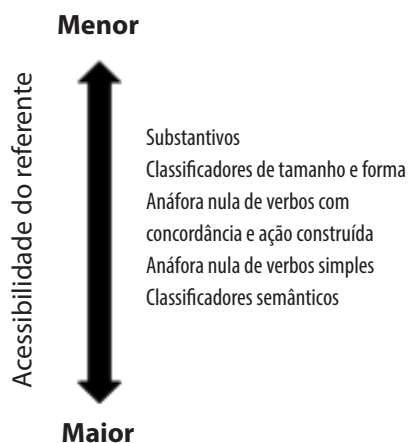 Menor
Acessibilidade do referente
Substantivos
Classificadores de tamanho e forma
Anáfora nula de verbos com
concordância e ação construída
Anáfora nula de verbos simples
Classificadores semânticos
Maior